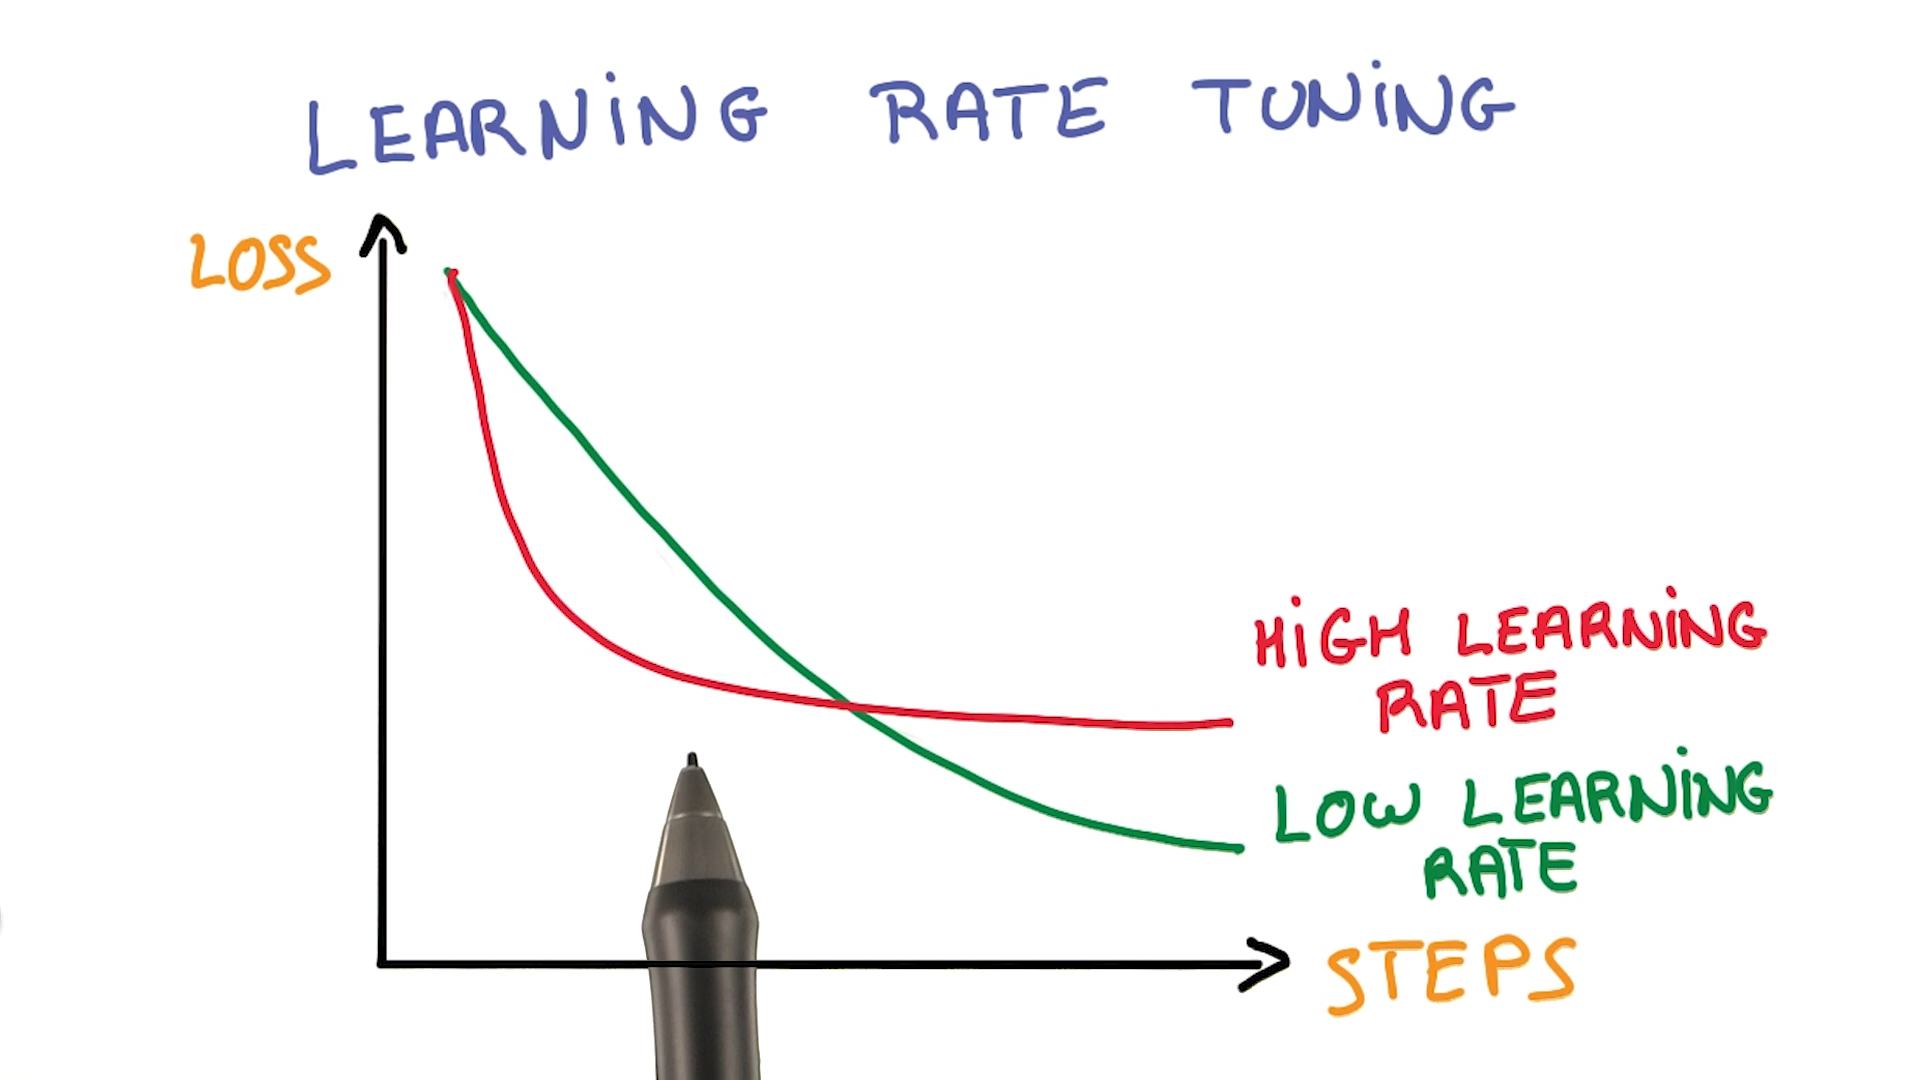 LEARNiNG RATE TUNiNG
LOSS
HiGH LEARNiNG
RATE
LOW LEARNiNG
RATE
STEPS